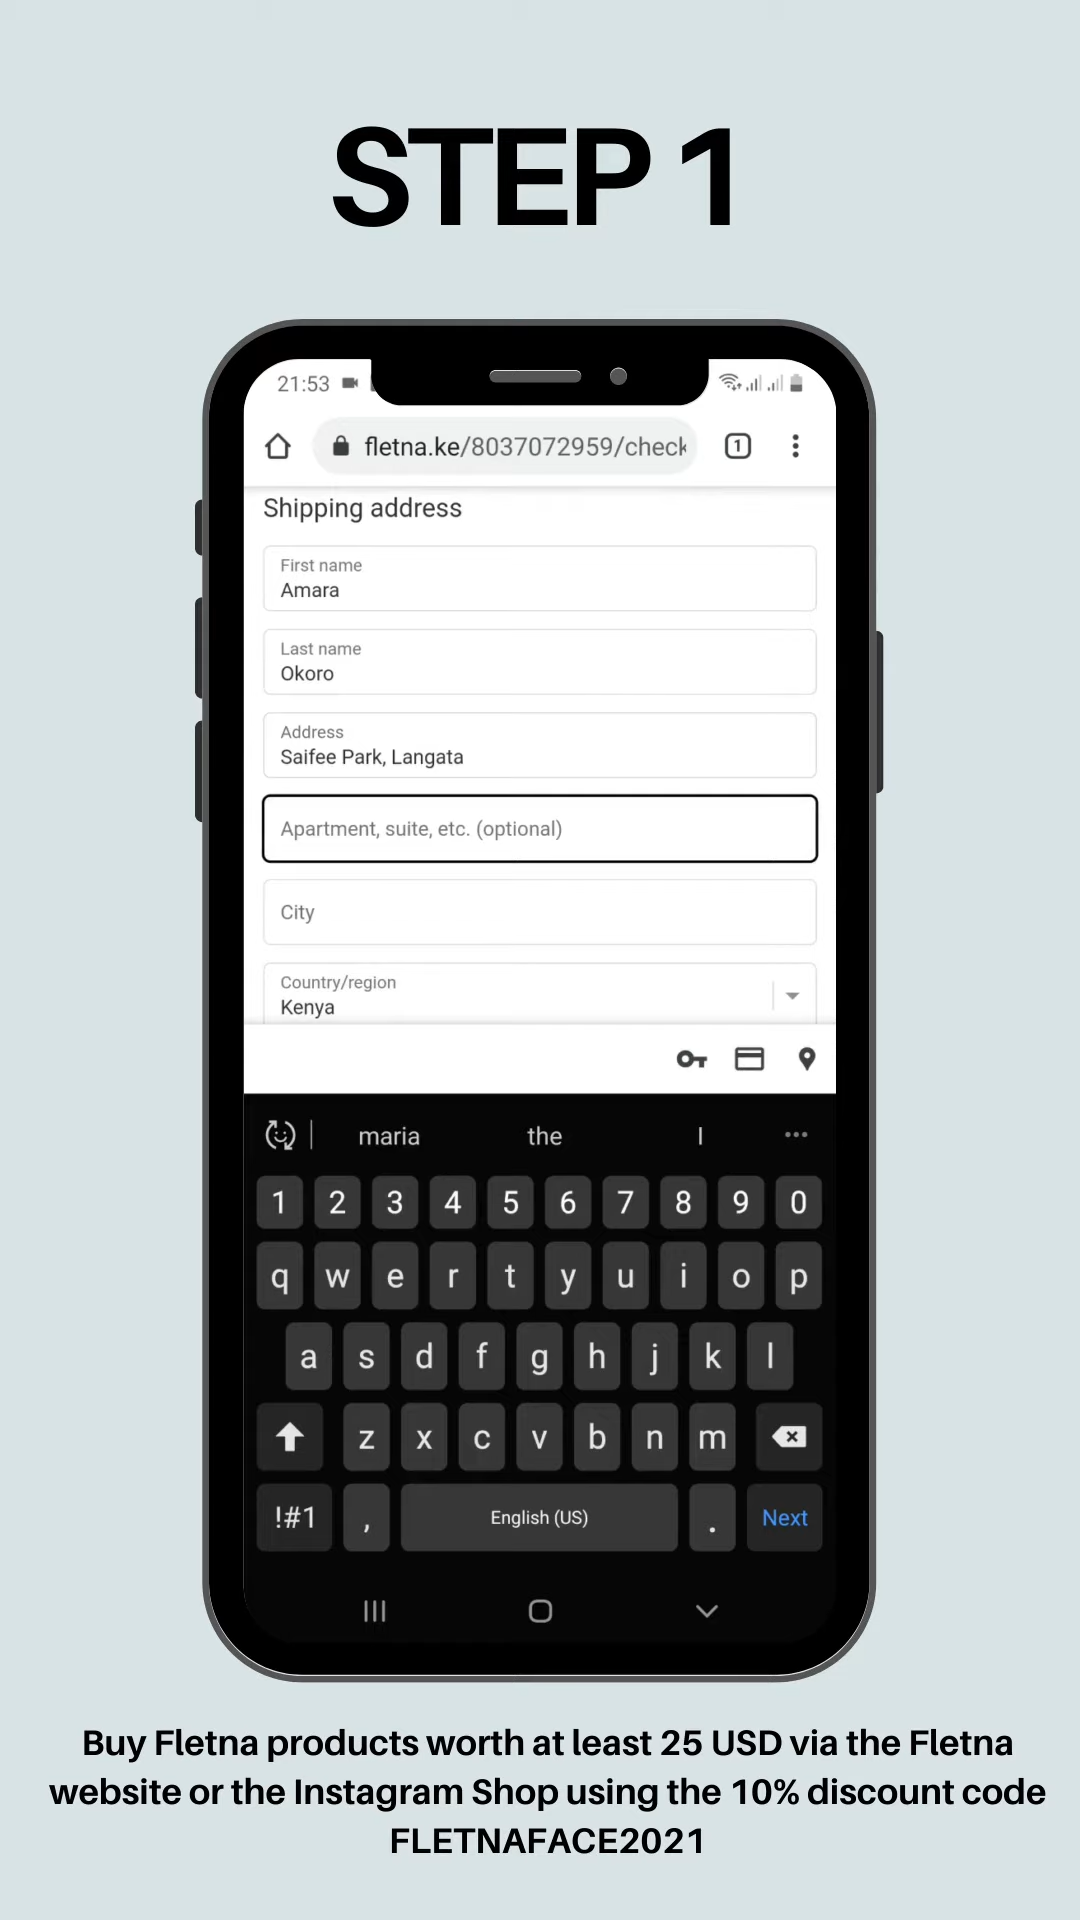 STEP 1
21:53
fletna.ke/8037072959/check
1
Shipping address
First name
Amara
Last name
Okoro
Address
Saifee Park, Langata
Apartment, suite, etc. (optional)
City
Country/region
Kenya
maria the I
1 2 3 4 5 6 7 8 9 0
q w e r t y u i o p
a s d f g h j k l
z x c v b n m
!#1 , English (US) . Next
Buy Fletna products worth at least 25 USD via the Fletna
website or the Instagram Shop using the 10% discount code
FLETNAFACE2021